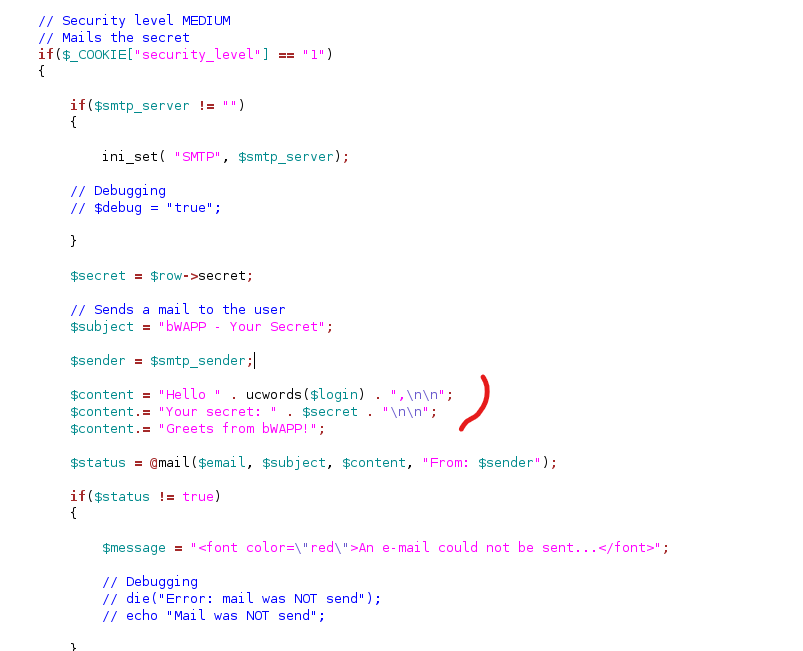 // Security level MEDIUM
// Mails the secret
if($_COOKIE["security_level"] == "1")
{
if($smtp_server != "")
{
ini_set( "SMTP", $smtp_server);
// Debugging
// $debug = "true";
}
$secret = $row->secret;
// Sends a mail to the user
$subject = "bWAPP - Your Secret";
$sender = $smtp_sender;
$content = "Hello " . ucwords($login) . ",\n\n";
$content.= "Your secret: " . $secret . "\n\n";
$content.= "Greets from bWAPP!";
$status = @mail($email, $subject, $content, "From: $sender");
if($status != true)
{
$message = "<font color=\"red\">An e-mail could not be sent...</font>";
// Debugging
// die("Error: mail was NOT send");
// echo "Mail was NOT send";
}